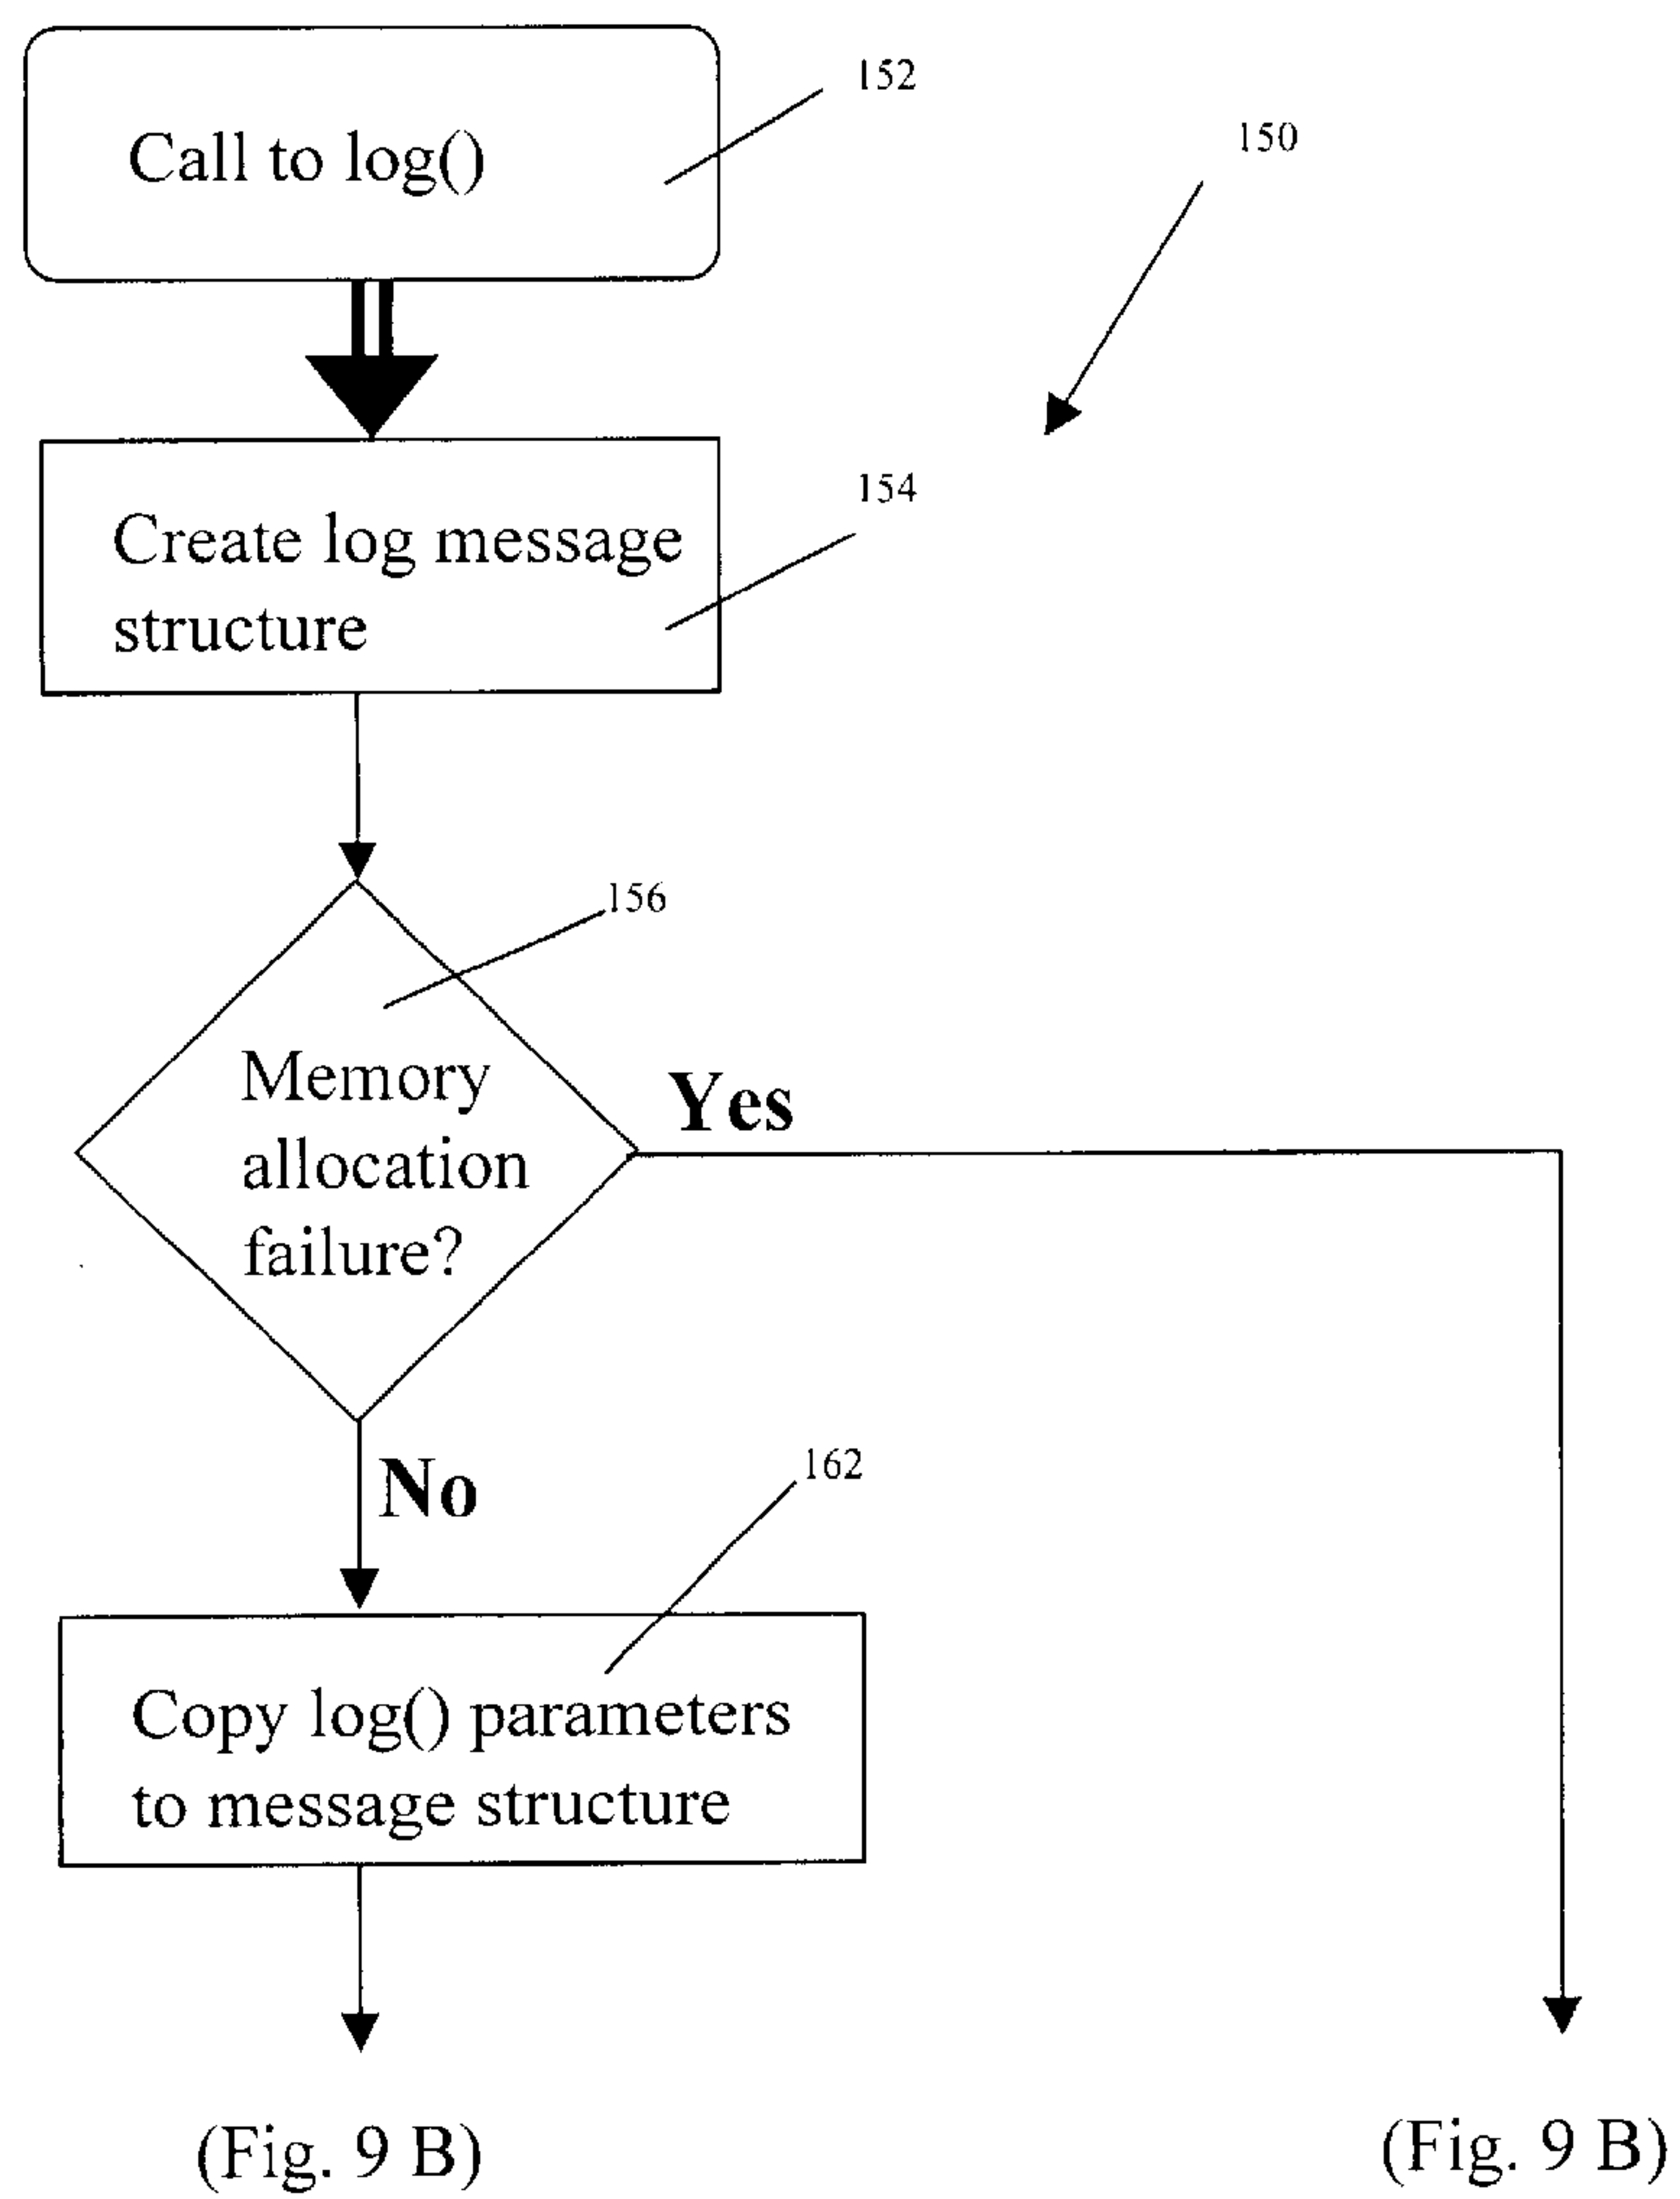 152
150
Call to log()
154
Create log message
structure
156
Memory
allocation
failure?
Yes
No
162
Copy log() parameters
to message structure
(Fig. 9 B)
(Fig. 9 B)